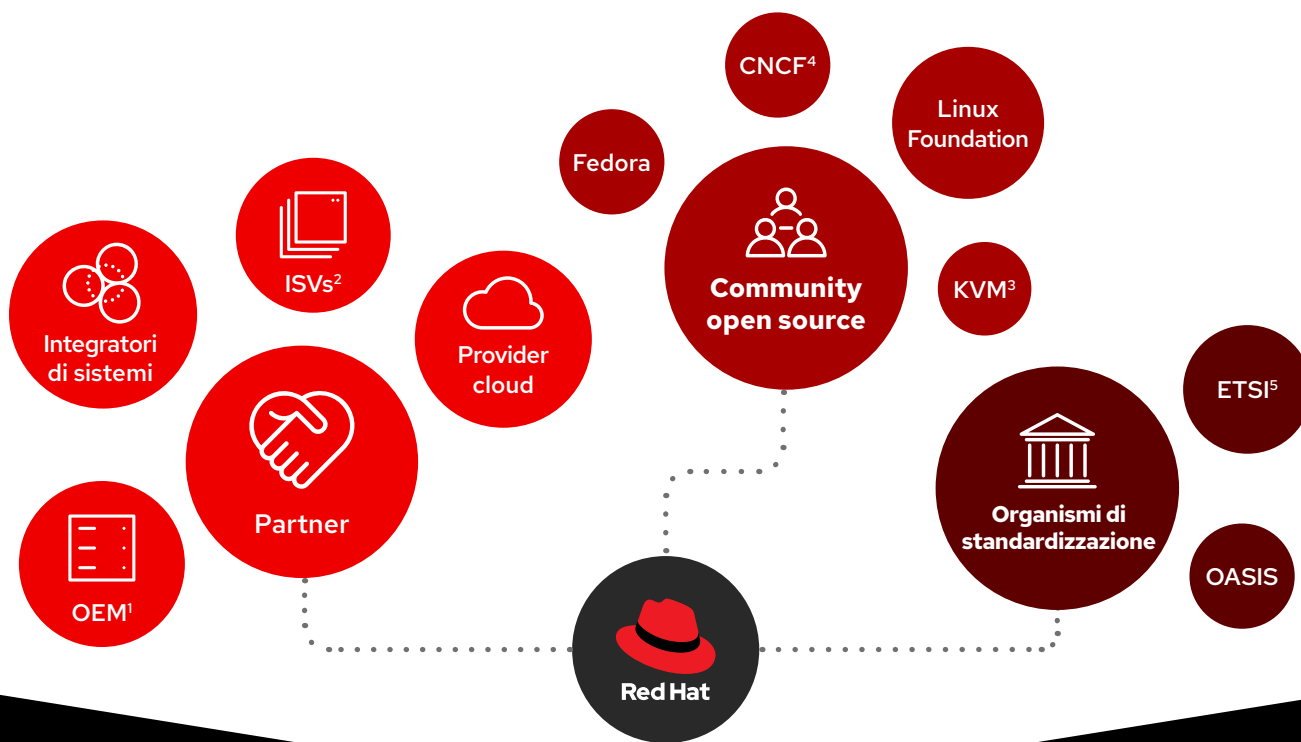 CNCF⁴
Linux
Foundation
Fedora
Community
open source
KVM³
ISVs²
Integratori
di sistemi
Provider
cloud
Partner
OEM¹
ETSI⁵
Organismi di
standardizzazione
OASIS
Red Hat